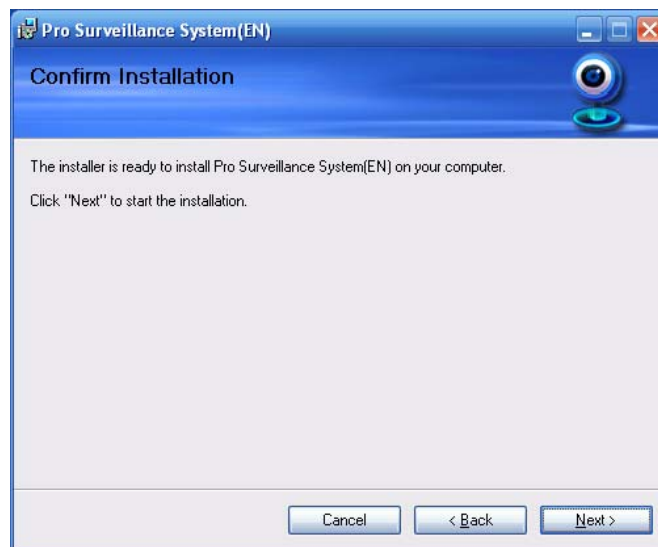 Pro Surveillance System(EN)
Confirm Installation
The installer is ready to install Pro Surveillance System(EN) on your computer.
Click "Next" to start the installation.
Cancel
< Back
Next >